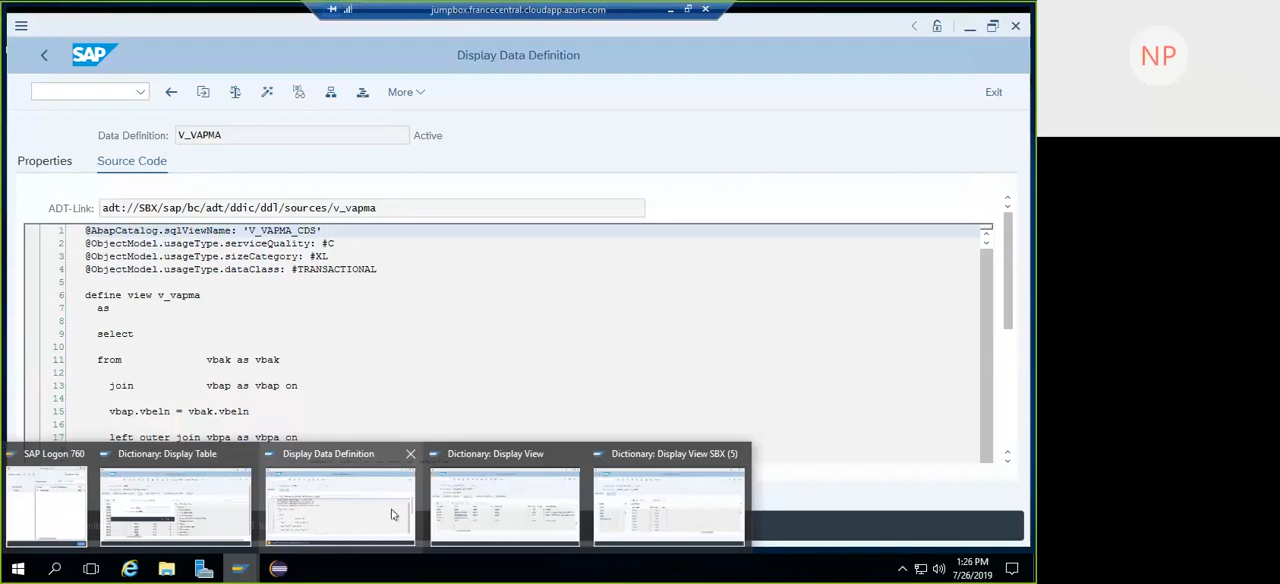 jumpbox.francecentral.cloudapp.azure.com
NP
SAP
Display Data Definition
More
Exit
Data Definition: V_VAPMA Active
Properties Source Code
ADT-Link: adt://SBX/sap/bc/adt/ddic/ddl/sources/v_vapma
1 @AbapCatalog.sqlViewName: 'V_VAPMA_CDS'
2 @ObjectModel.usageType.serviceQuality: #C
3 @ObjectModel.usageType.sizeCategory: #XL
4 @ObjectModel.usageType.dataClass: #TRANSACTIONAL
5
6 define view v_vapma
7 as
8
9 select
10
11 from vbak as vbak
12
13 join vbap as vbap on
14
15 vbap.vbeln = vbak.vbeln
16
17 left outer join vbpa as vbpa on
SAP Logon 760 Dictionary: Display Table Display Data Definition Dictionary: Display View Dictionary: Display View SBX (5)
1:26 PM
7/26/2019